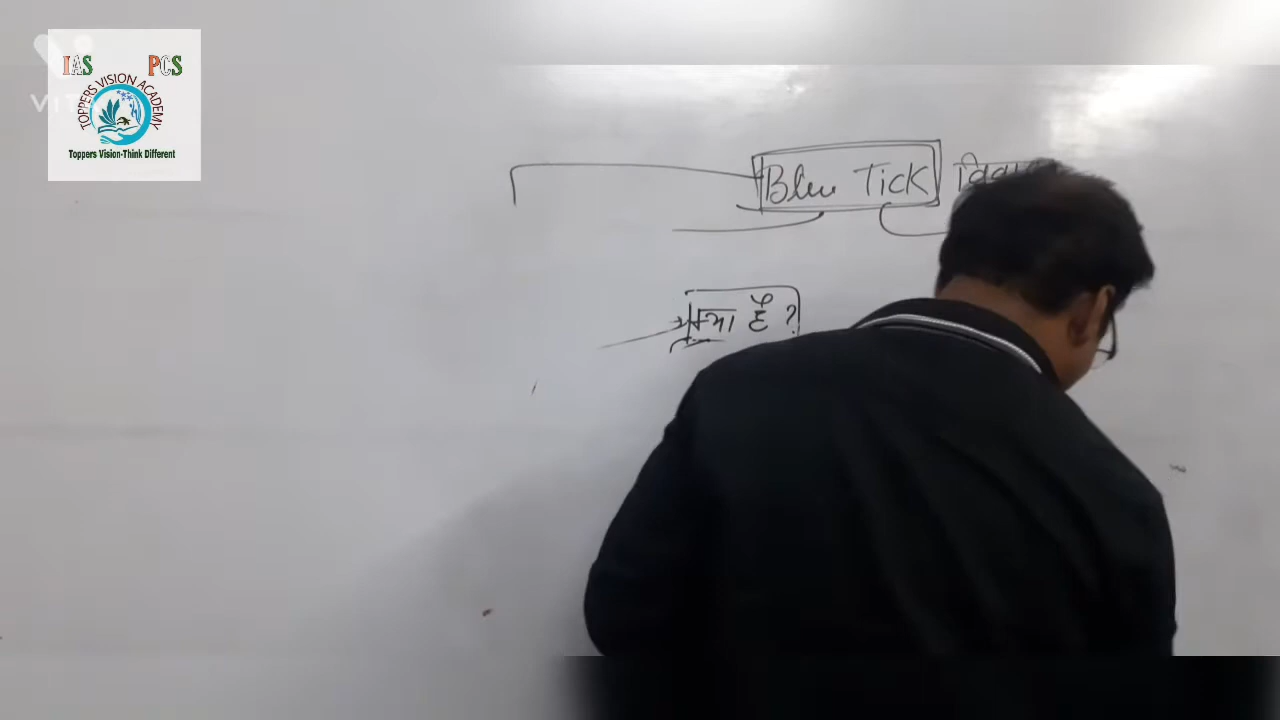 IAS PCS
TOPPERS VISION ACADEMY
Toppers Vision-Think Different
Blue Tick
क्या है ?